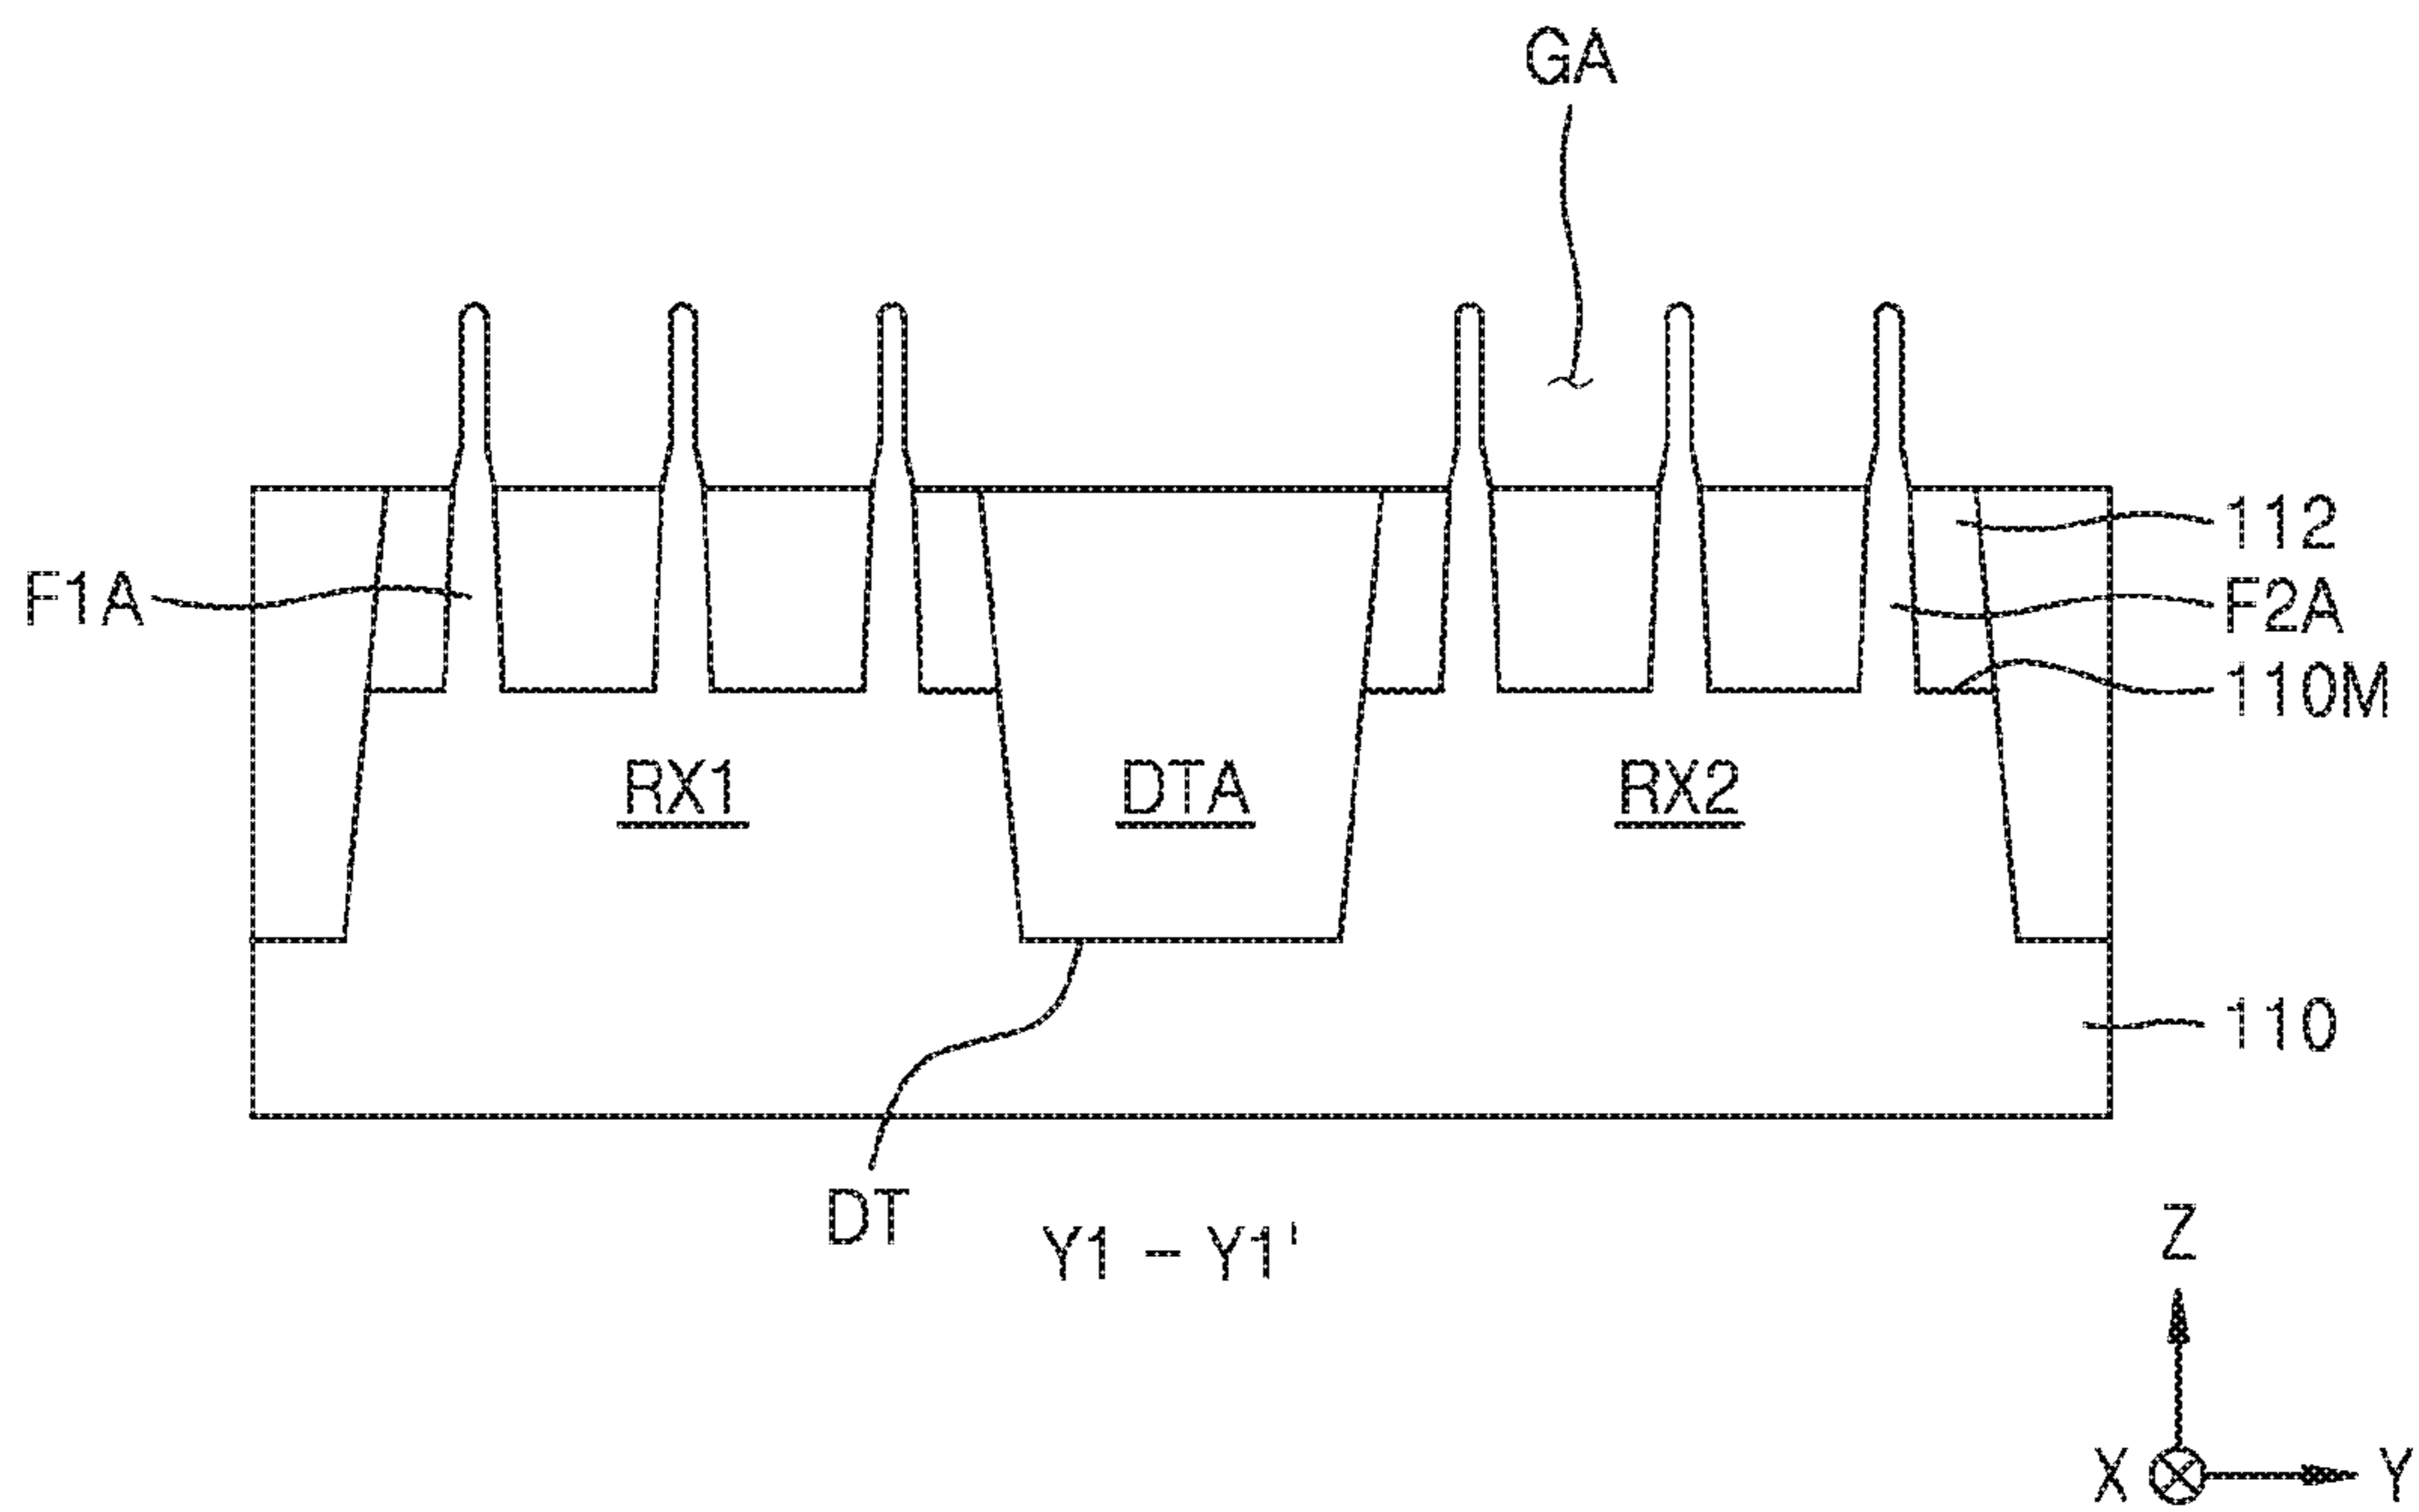 GA
112
F1A
F2A
110M
RX1 DTA RX2
110
DT
Y1 - Y1'
Z
X Y